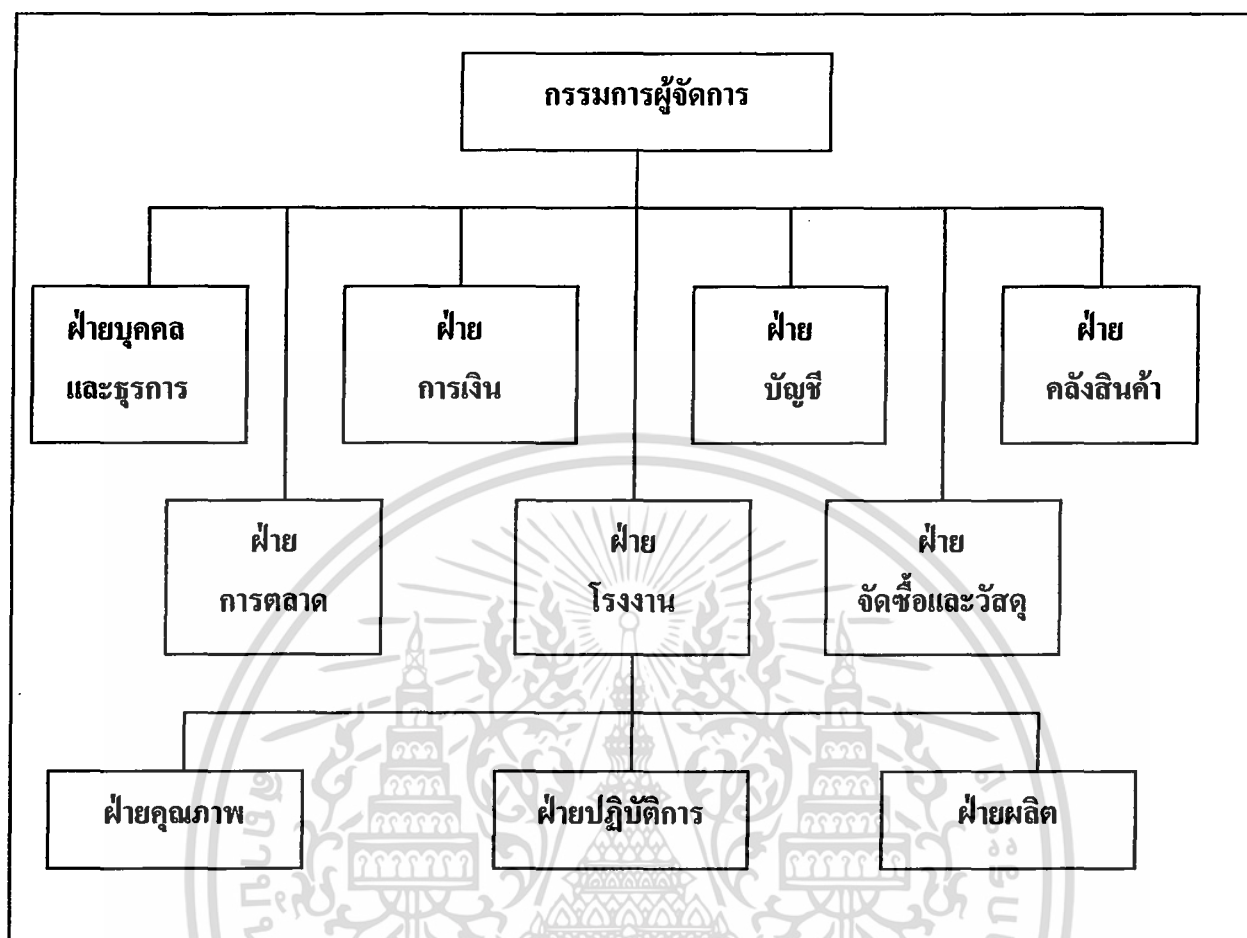 กรรมการผู้จัดการ
ฝ่ายบุคคล
และธุรการ
ฝ่าย
การเงิน
ฝ่าย
บัญชี
ฝ่าย
คลังสินค้า
ฝ่าย
การตลาด
ฝ่าย
โรงงาน
ฝ่าย
จัดซื้อและวัสดุ
ฝ่ายคุณภาพ
ฝ่ายปฏิบัติการ
ฝ่ายผลิต